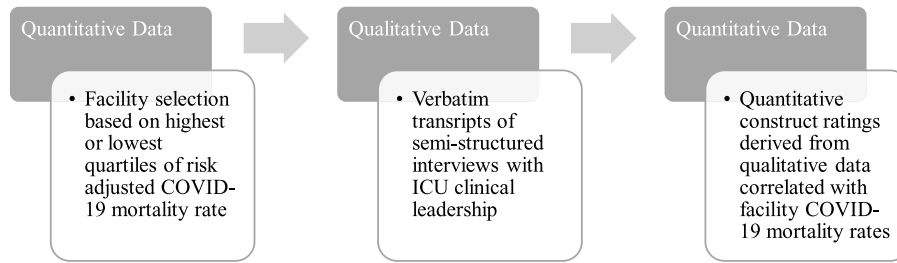 Quantitative Data
• Facility selection
based on highest
or lowest
quartiles of risk
adjusted COVID-
19 mortality rate
Qualitative Data
• Verbatim
transripts of
semi-structured
interviews with
ICU clinical
leadership
Quantitative Data
• Quantitative
construct ratings
derived from
qualitative data
correlated with
facility COVID-
19 mortality rates